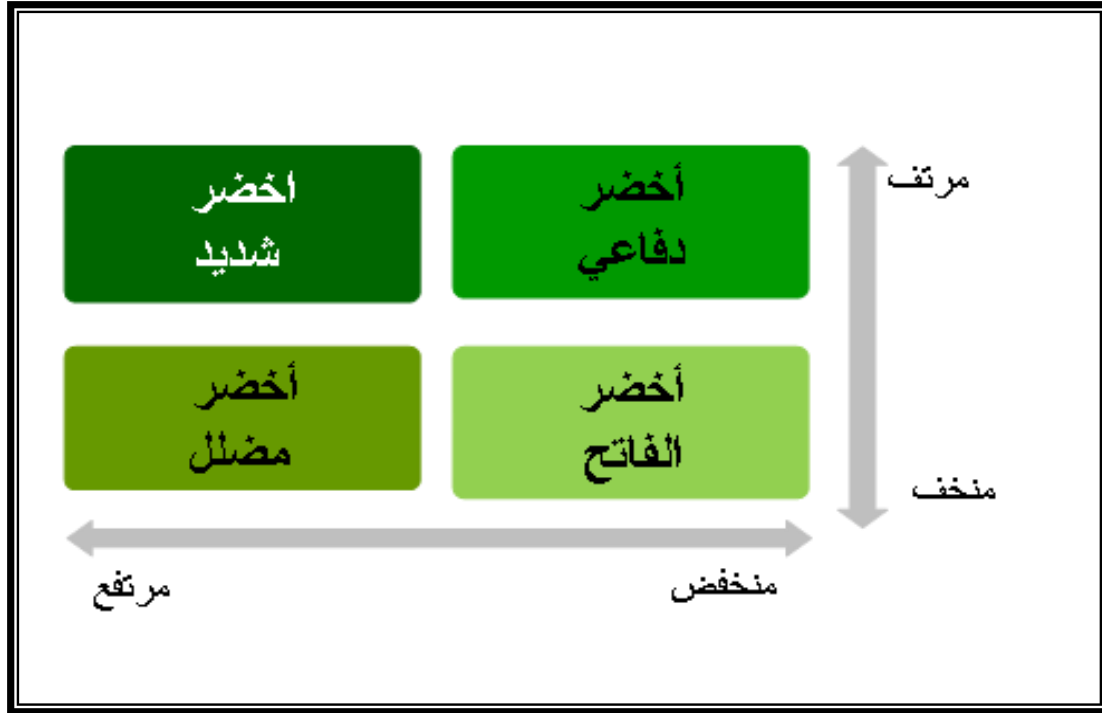 مرتف
أخضر
دفاعي
اخضر
شديد
أخضر
الفاتح
أخضر
مضلل
منخف
منخفض
مرتفع